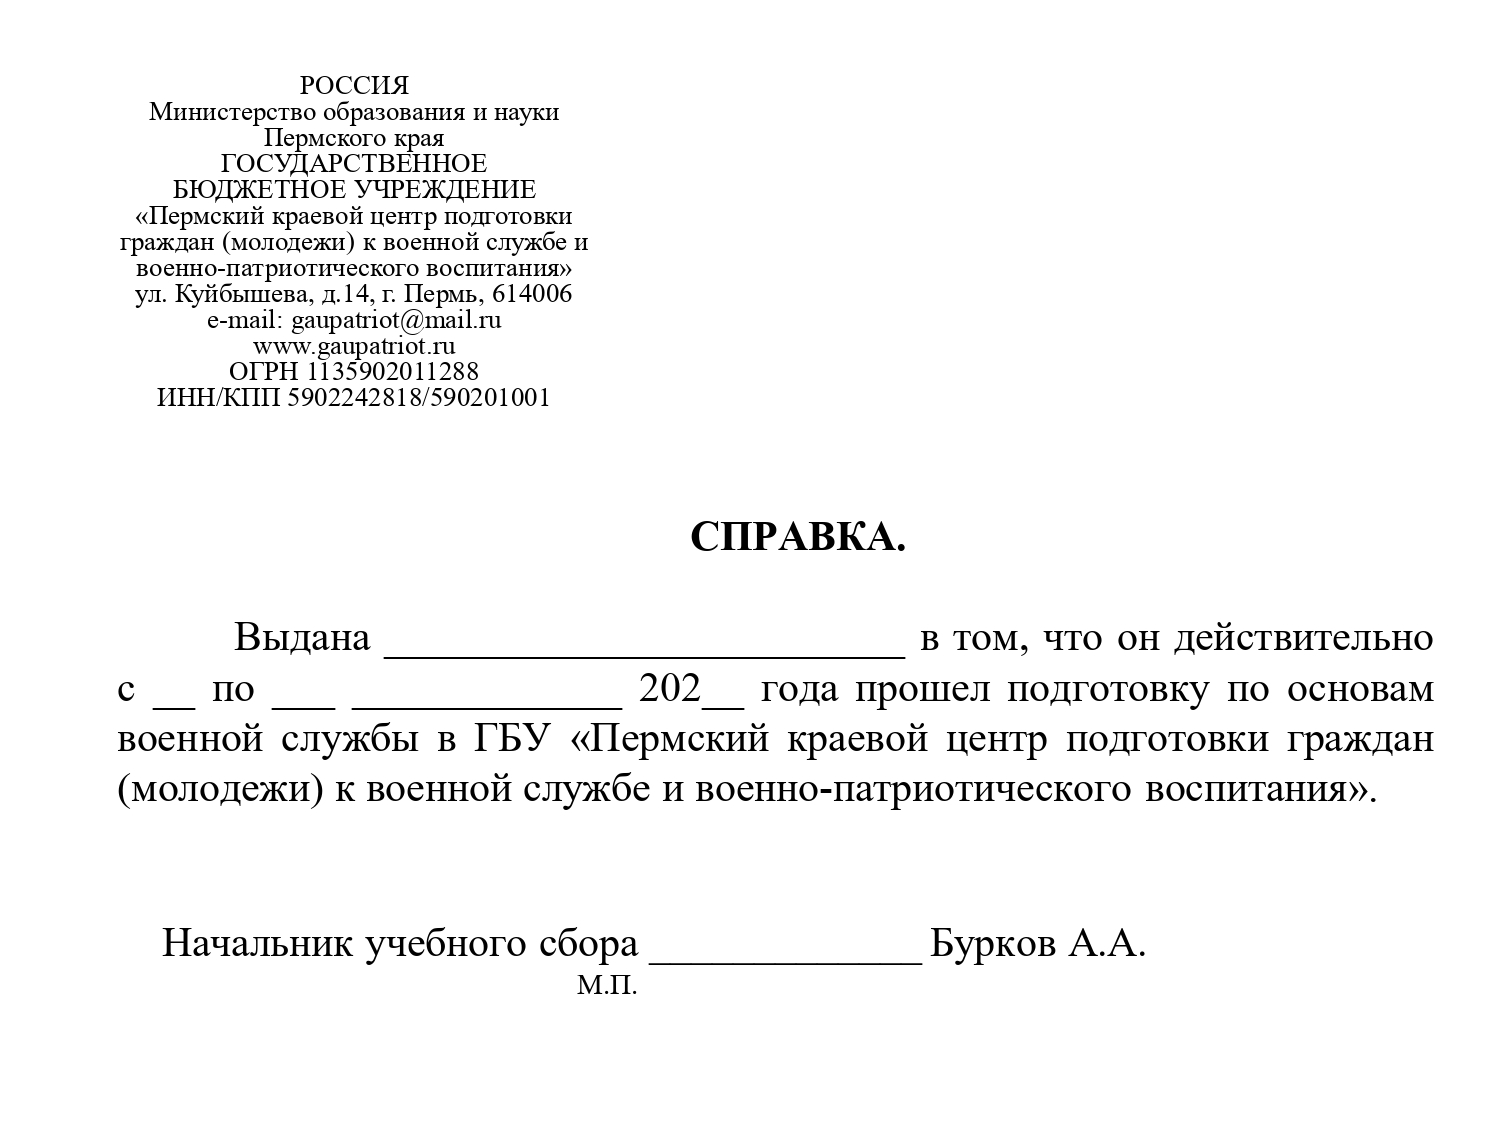 РОССИЯ
Министерство образования и науки
Пермского края
ГОСУДАРСТВЕННОЕ
БЮДЖЕТНОЕ УЧРЕЖДЕНИЕ
«Пермский краевой центр подготовки
граждан (молодежи) к военной службе и
военно-патриотического воспитания»
ул. Куйбышева, д.14, г. Пермь, 614006
e-mail: gaupatriot@mail.ru
www.gaupatriot.ru
ОГРН 1135902011288
ИНН/КПП 5902242818/590201001
СПРАВКА.
Выдана _________________________ в том, что он действительно
с __ по ___ _____________ 202__ года прошел подготовку по основам
военной службы в ГБУ «Пермский краевой центр подготовки граждан
(молодежи) к военной службе и военно-патриотического воспитания».
Начальник учебного сбора _____________ Бурков А.А.
М.П.